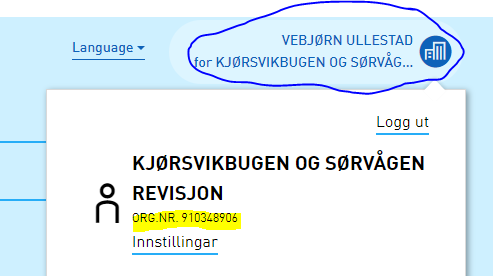 Language
VEBJØRN ULLESTAD
for KJØRSVIKBUGEN OG SØRVÅG...
Logg ut
KJØRSVIKBUGEN OG SØRVÅGEN
REVISJON
ORG.NR. 910348906
Innstillingar